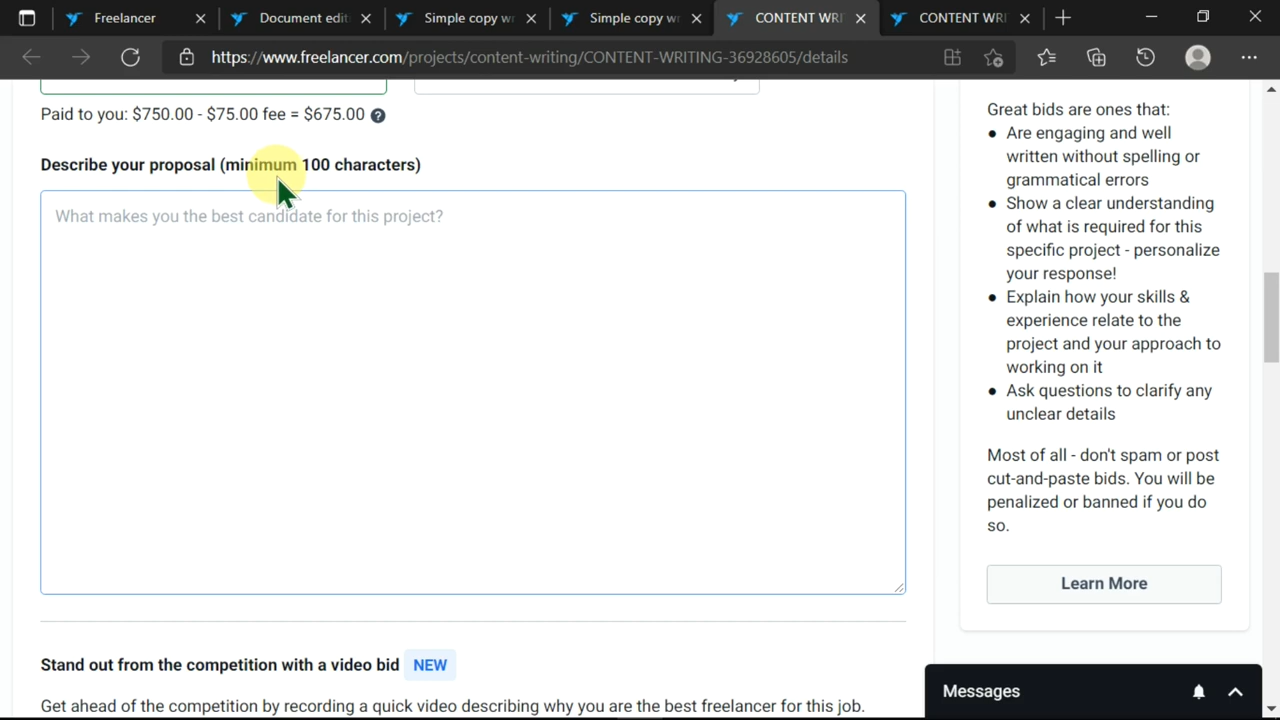 Freelancer
Document edit
Simple copy wr
Simple copy wr
CONTENT WRI
CONTENT WRI
https://www.freelancer.com/projects/content-writing/CONTENT-WRITING-36928605/details
Paid to you: $750.00 - $75.00 fee = $675.00
Describe your proposal (minimum 100 characters)
What makes you the best candidate for this project?
Stand out from the competition with a video bid NEW
Get ahead of the competition by recording a quick video describing why you are the best freelancer for this job.
Great bids are ones that:
Are engaging and well
written without spelling or
grammatical errors
Show a clear understanding
of what is required for this
specific project - personalize
your response!
Explain how your skills &
experience relate to the
project and your approach to
working on it
Ask questions to clarify any
unclear details
Most of all - don't spam or post
cut-and-paste bids. You will be
penalized or banned if you do
so.
Learn More
Messages